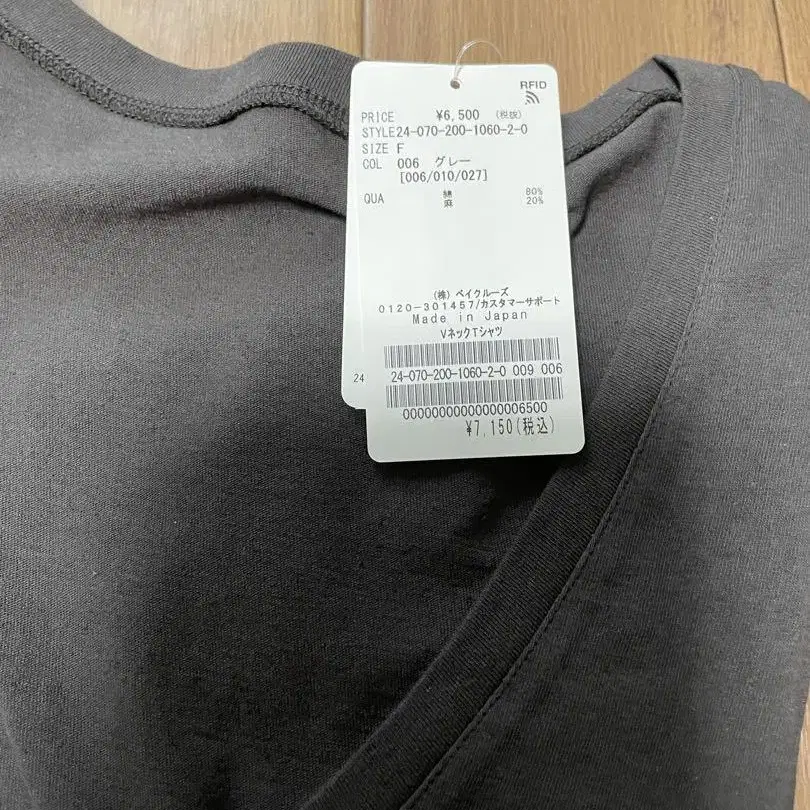 RFID
PRICE ¥6,500 (税抜)
STYLE24-070-200-1060-2-0
SIZE F
COL 006 グレー
[006/010/027]
QUA 綿 80%
麻 20%
(株)ベイクルーズ
0120-301457/カスタマーサポート
Made in Japan
VネックTシャツ
24
24-070-200-1060-2-0 009 006
00000000000000006500
¥7,150(税込)